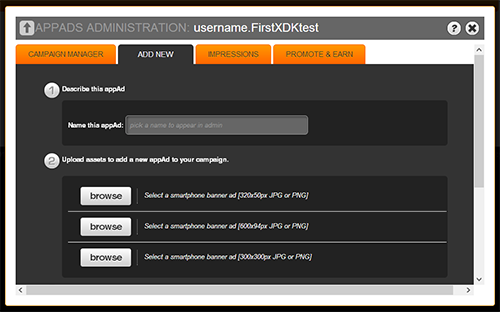 APPADS ADMINISTRATION: username.FirstXDKtest
CAMPAIGN MANAGER
ADD NEW
IMPRESSIONS
PROMOTE & EARN
1 Describe this appAd
Name this appAd: pick a name to appear in admin
2 Upload assets to add a new appAd to your campaign.
browse Select a smartphone banner ad [320x50px JPG or PNG]
browse Select a smartphone banner ad [600x94px JPG or PNG]
browse Select a smartphone banner ad [300x300px JPG or PNG]